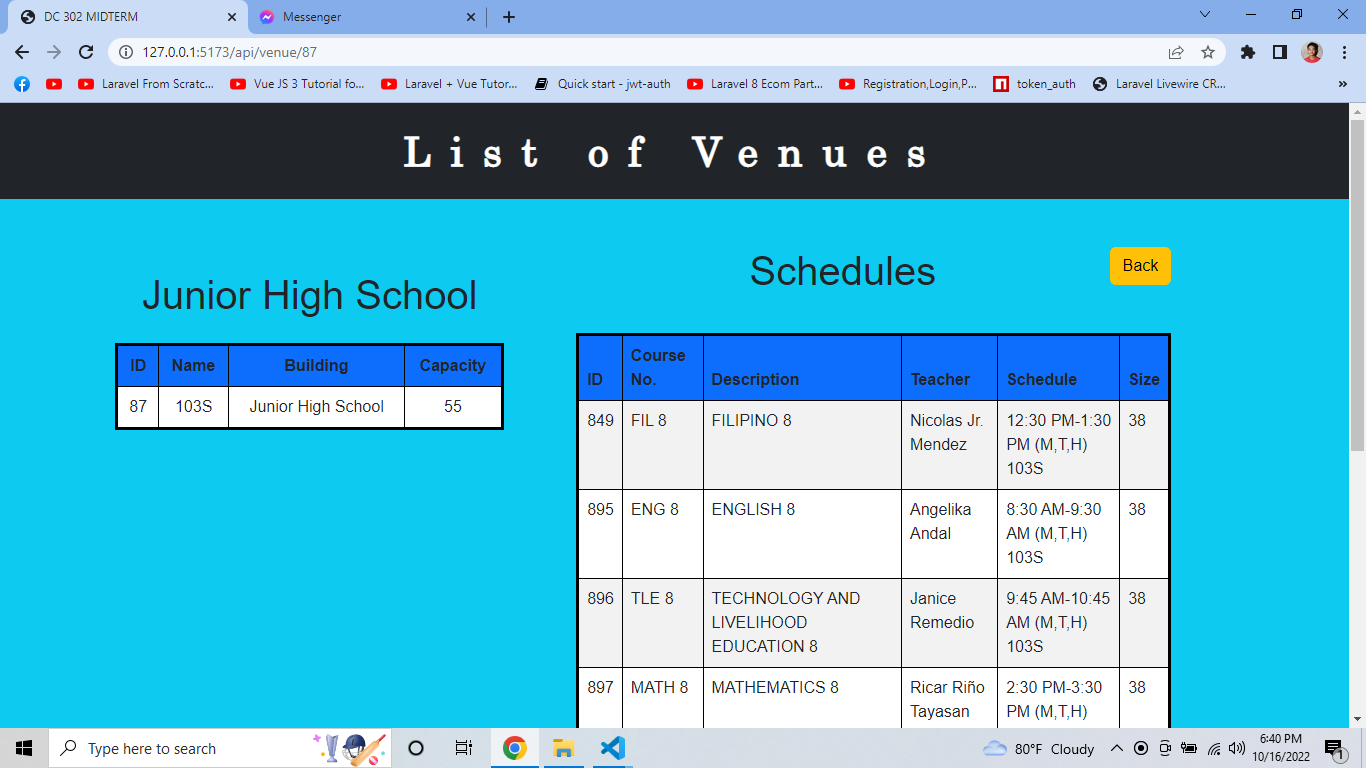 DC 302 MIDTERM
Messenger
127.0.0.1:5173/api/venue/87
Laravel From Scratc...
Vue JS 3 Tutorial fo...
Laravel + Vue Tutor...
Quick start - jwt-auth
Laravel 8 Ecom Part...
Registration,Login,P...
token_auth
Laravel Livewire CR...
»
List of Venues
Junior High School
ID Name Building Capacity
87 103S Junior High School 55
Schedules
Back
Course
ID No. Description Teacher Schedule Size
849 FIL 8 FILIPINO 8 Nicolas Jr. 12:30 PM-1:30 38
Mendez PM (M,T,H)
103S
895 ENG 8 ENGLISH 8 Angelika 8:30 AM-9:30 38
Andal AM (M,T,H)
103S
896 TLE 8 TECHNOLOGY AND Janice 9:45 AM-10:45 38
LIVELIHOOD Remedio AM (M,T,H)
EDUCATION 8 103S
897 MATH 8 MATHEMATICS 8 Ricar Riño 2:30 PM-3:30 38
Tayasan PM (M,T,H)
Type here to search
80°F Cloudy
6:40 PM
10/16/2022
1